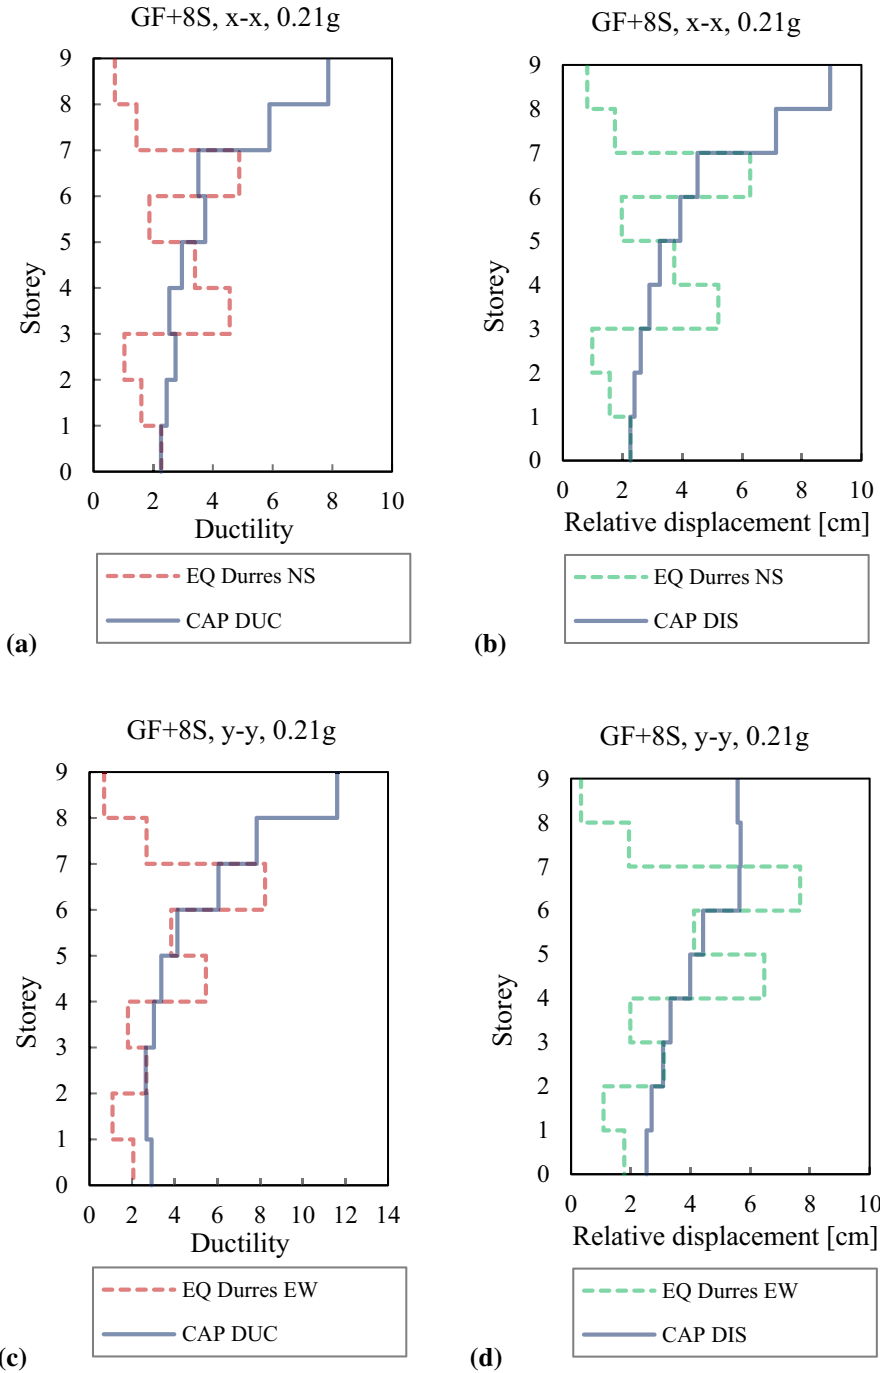 GF+8S, x-x, 0.21g
9
8
7
6
5
4
3
2
1
0
Storey
0 2 4 6 8 10
Ductility
EQ Durres NS
CAP DUC
(a)
GF+8S, x-x, 0.21g
9
8
7
6
5
4
3
2
1
0
Storey
0 2 4 6 8 10
Relative displacement [cm]
EQ Durres NS
CAP DIS
(b)
GF+8S, y-y, 0.21g
9
8
7
6
5
4
3
2
1
0
Storey
0 2 4 6 8 10 12 14
Ductility
EQ Durres EW
CAP DUC
(c)
GF+8S, y-y, 0.21g
9
8
7
6
5
4
3
2
1
0
Storey
0 2 4 6 8 10
Relative displacement [cm]
EQ Durres EW
CAP DIS
(d)